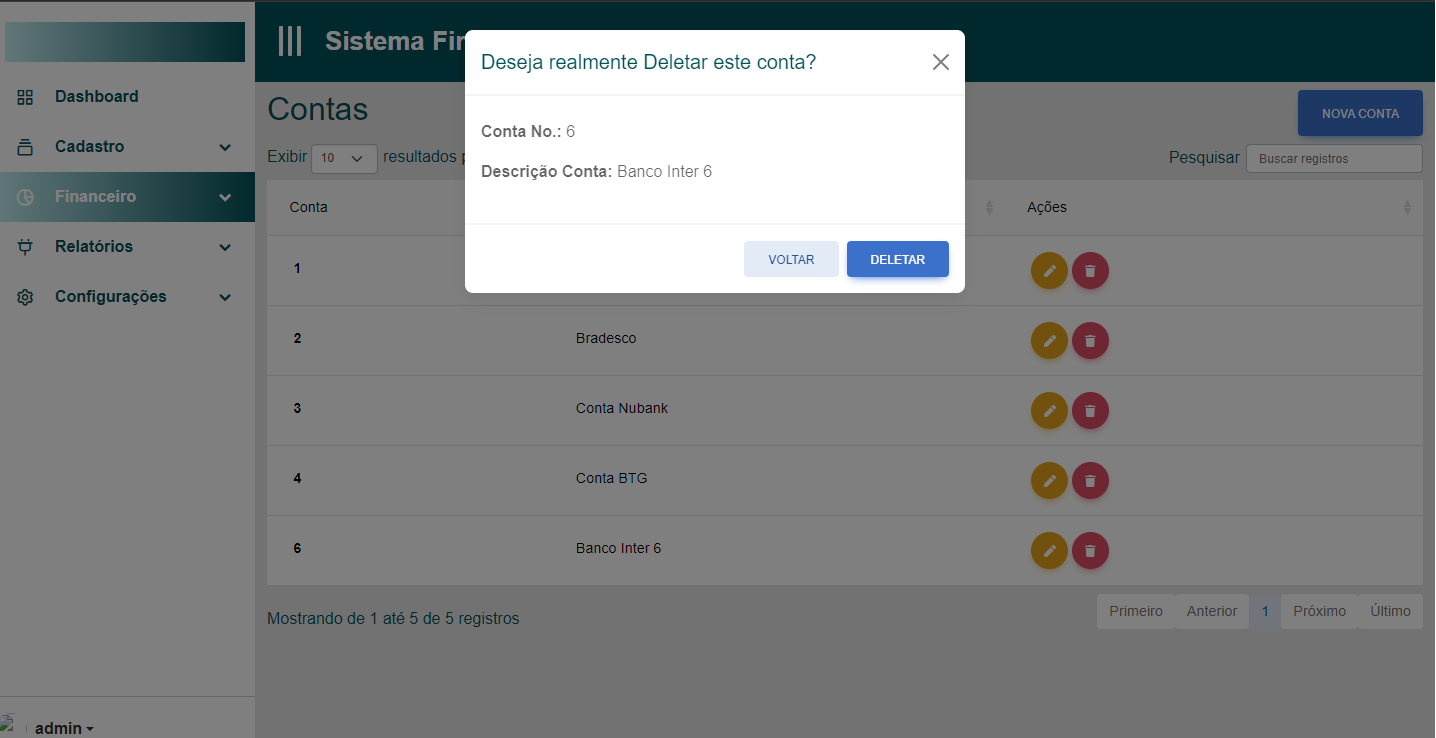 Sistema Fin
Deseja realmente Deletar este conta?
Conta No.: 6
Descrição Conta: Banco Inter 6
VOLTAR
DELETAR
Dashboard
Cadastro
Financeiro
Relatórios
Configurações
admin
Contas
NOVA CONTA
Exibir 10 resultados
Pesquisar Buscar registros
Conta Ações
1
2 Bradesco
3 Conta Nubank
4 Conta BTG
6 Banco Inter 6
Mostrando de 1 até 5 de 5 registros
Primeiro Anterior 1 Próximo Último